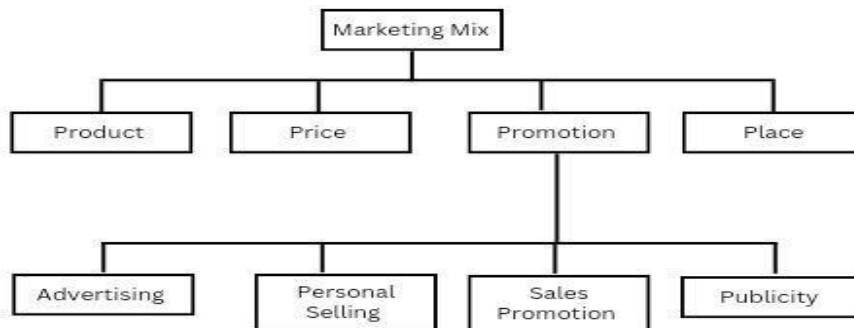 Marketing Mix
Product
Price
Promotion
Place
Advertising
Personal
Selling
Sales
Promotion
Publicity